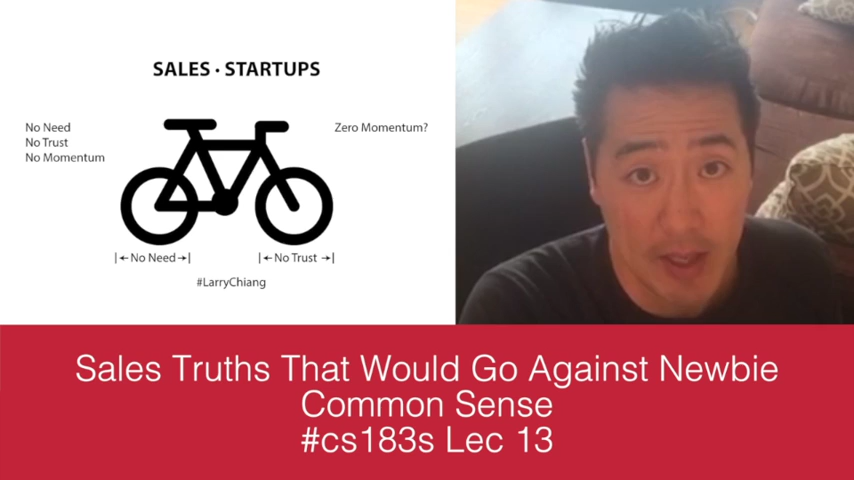 SALES · STARTUPS
No Need
No Trust
No Momentum
Zero Momentum?
|←No Need→|
|←No Trust →|
#LarryChiang
Sales Truths That Would Go Against Newbie
Common Sense
#cs183s Lec 13